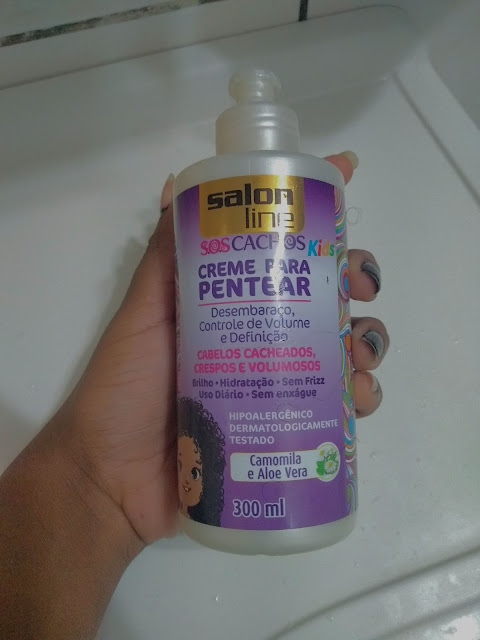 salon
line
S.O.S CACHOS Kids
CREME PARA
PENTEAR
Desembaraço,
Controle de Volume
e Definição
CABELOS CACHEADOS,
CRESPOS E VOLUMOSOS
Brilho • Hidratação • Sem Frizz
Uso Diário • Sem enxágue
HIPOALERGÊNICO
DERMATOLOGICAMENTE
TESTADO
Camomila
e Aloe Vera
300 ml